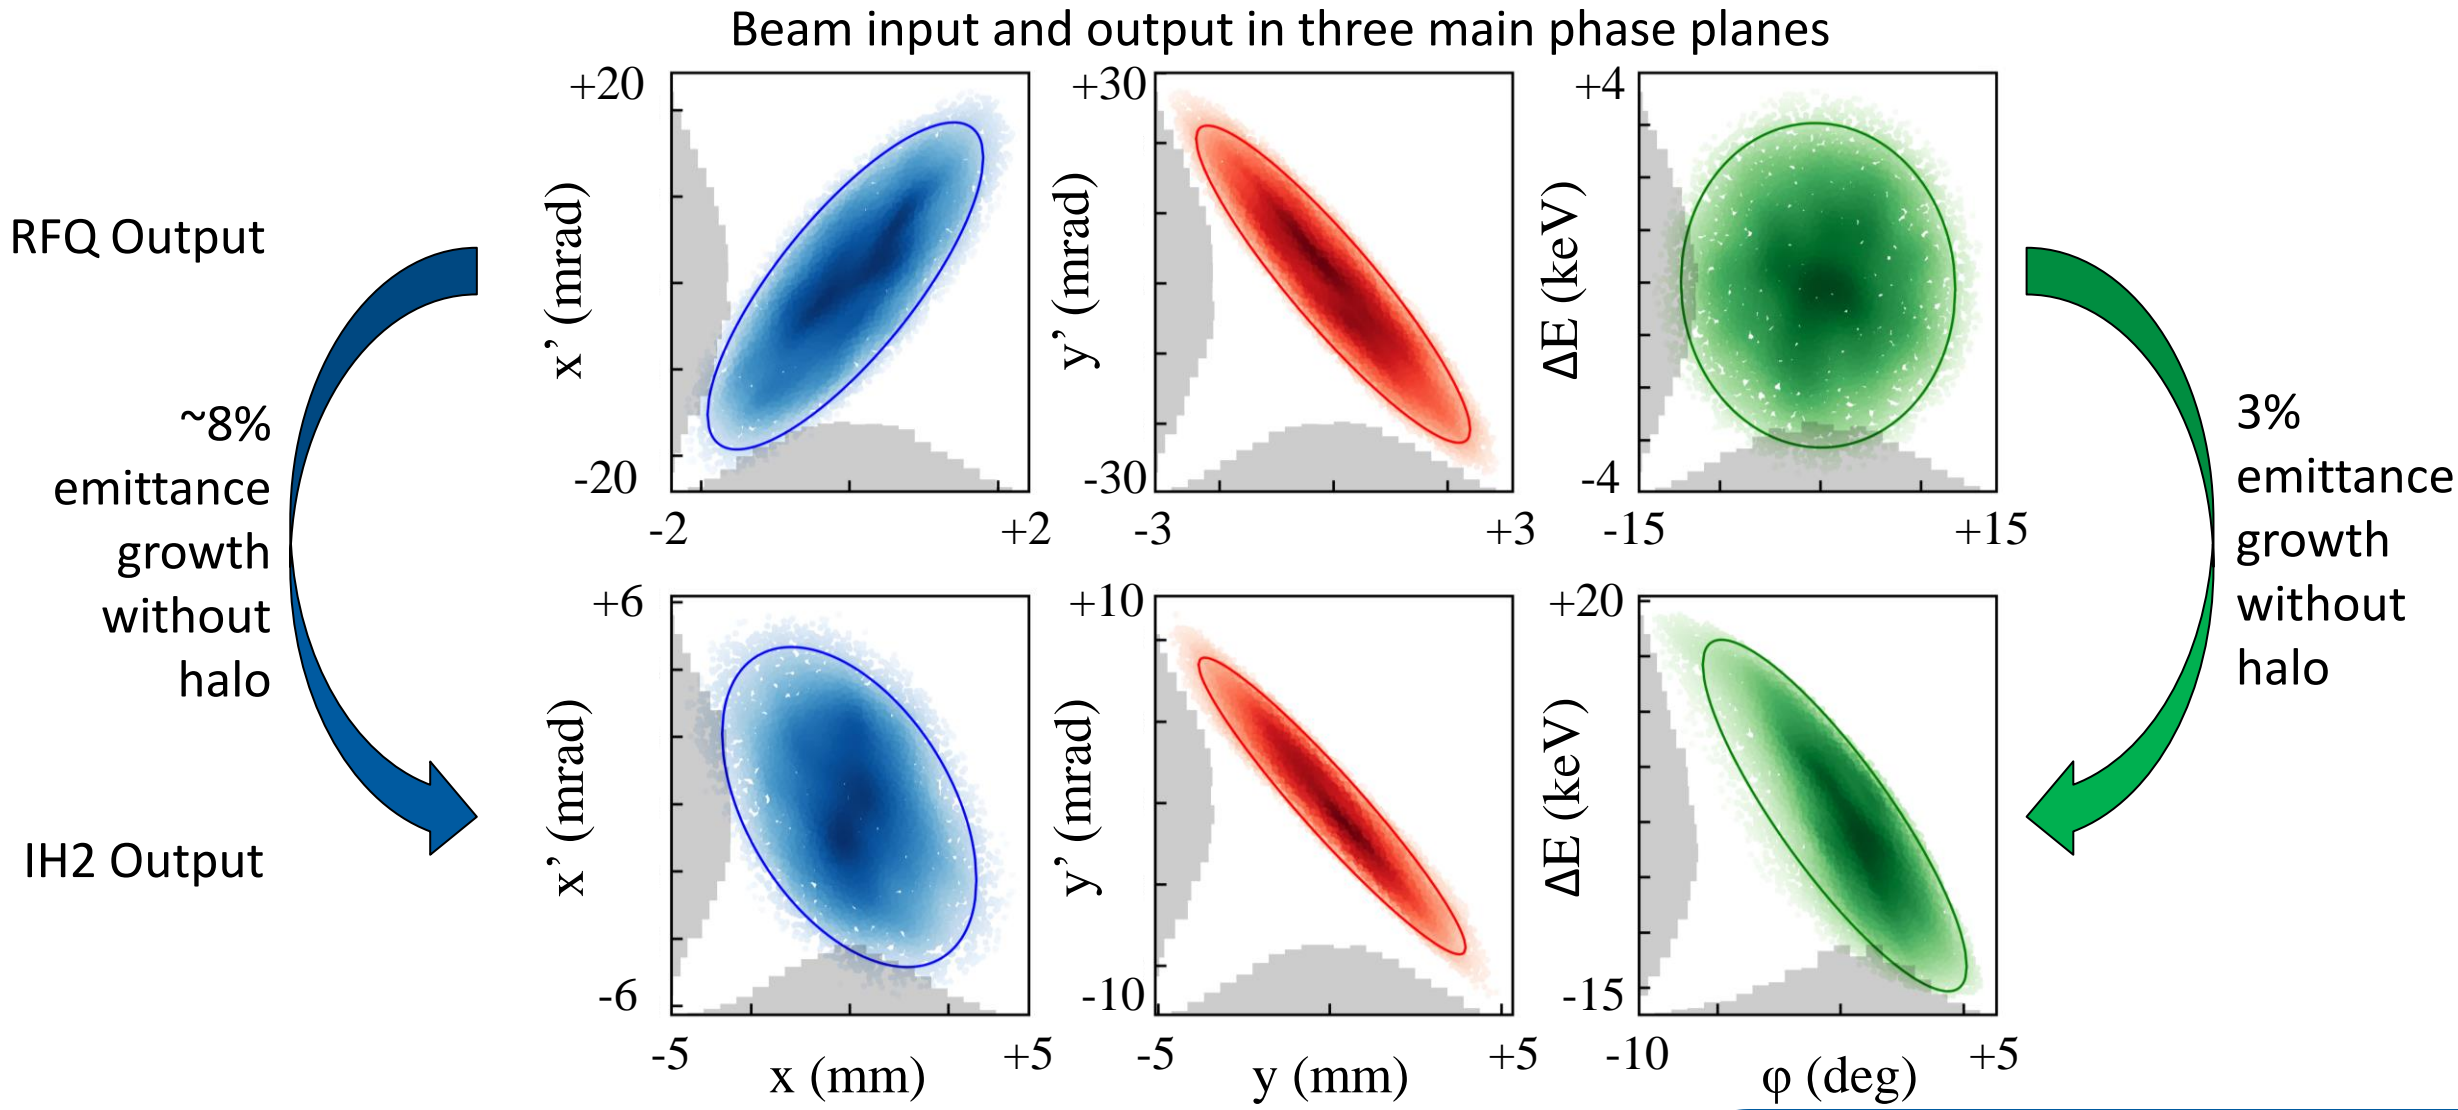 Beam input and output in three main phase planes
RFQ Output
~8%
emittance
growth
without
halo
IH2 Output
+20
x’ (mrad)
-20
-2
+2
+30
y’ (mrad)
-30
-3
+3
+4
ΔE (keV)
-4
-15
+15
+6
x’ (mrad)
-6
-5
+5
x (mm)
+10
y’ (mrad)
-10
-5
+5
y (mm)
+20
ΔE (keV)
-15
-10
+5
φ (deg)
3%
emittance
growth
without
halo